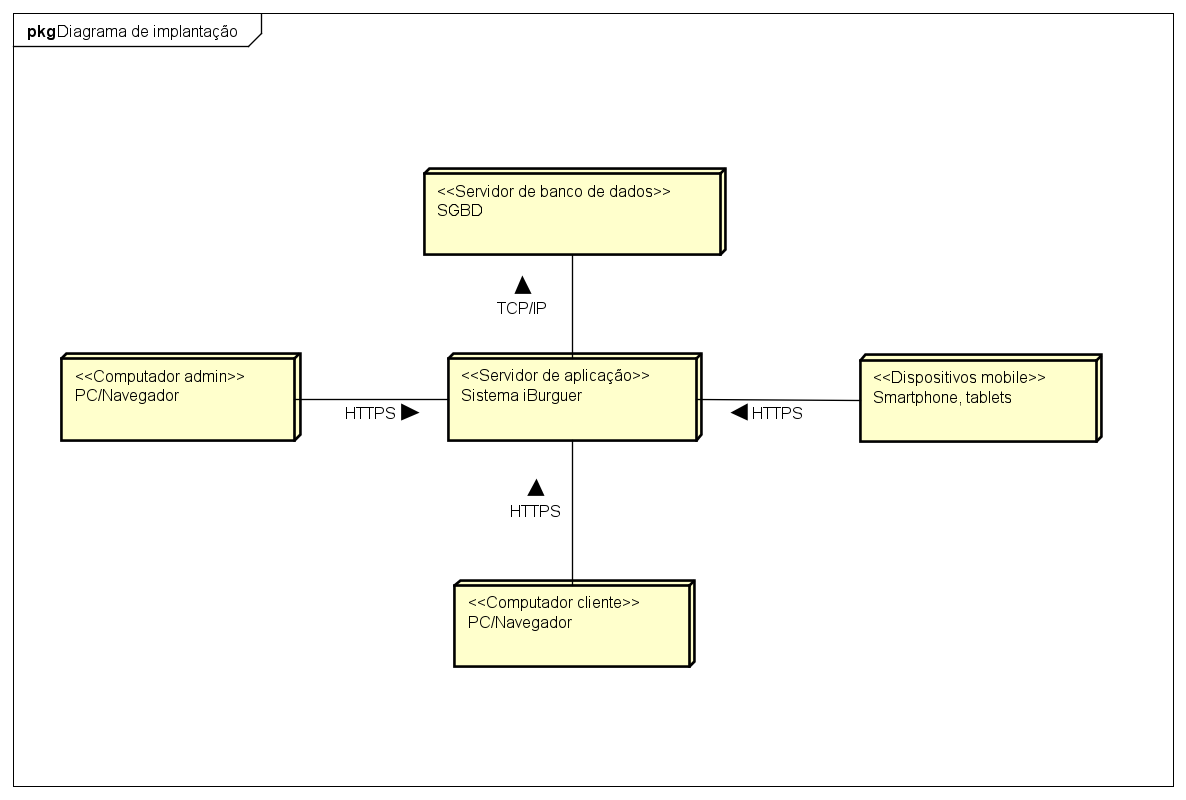 pkg Diagrama de implantação
<<Servidor de banco de dados>>
SGBD
TCP/IP
<<Computador admin>>
PC/Navegador
HTTPS
<<Servidor de aplicação>>
Sistema iBurguer
<<Dispositivos mobile>>
Smartphone, tablets
HTTPS
HTTPS
<<Computador cliente>>
PC/Navegador